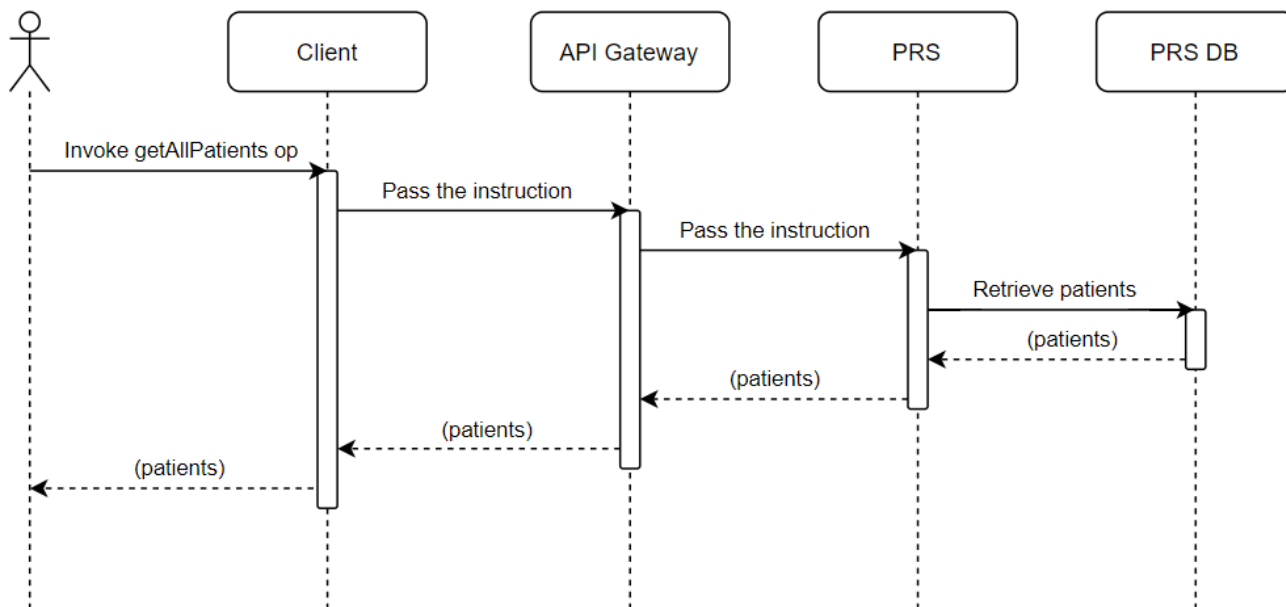 Client
API Gateway
PRS
PRS DB
Invoke getAllPatients op
Pass the instruction
Pass the instruction
Retrieve patients
(patients)
(patients)
(patients)
(patients)